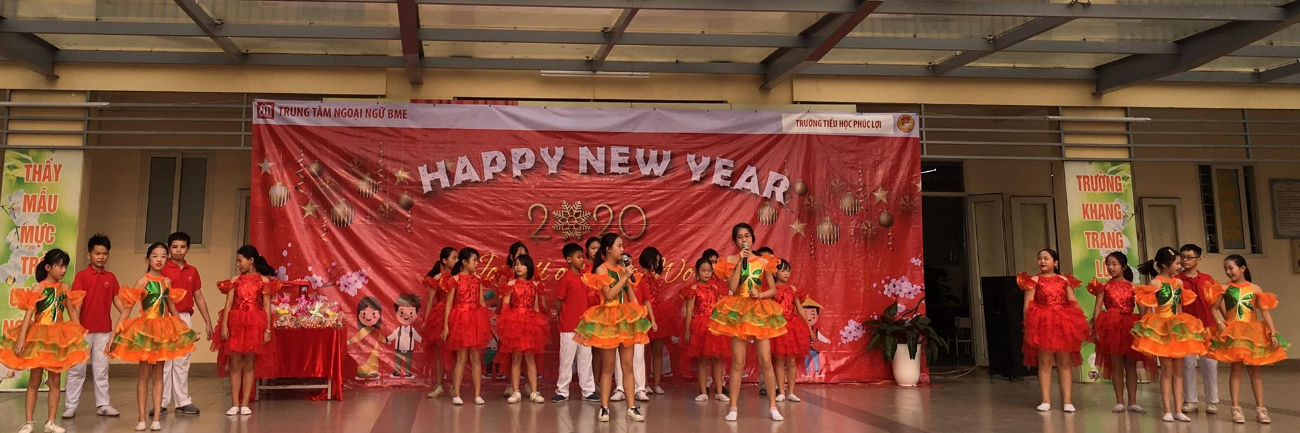 TRUNG TÂM NGOẠI NGỮ BME
TRƯỜNG TIỂU HỌC PHÚC LỢI
HAPPY NEW YEAR
2020
THẦY
MẪU
MỰC
TRƯỜNG
KHANG
TRANG